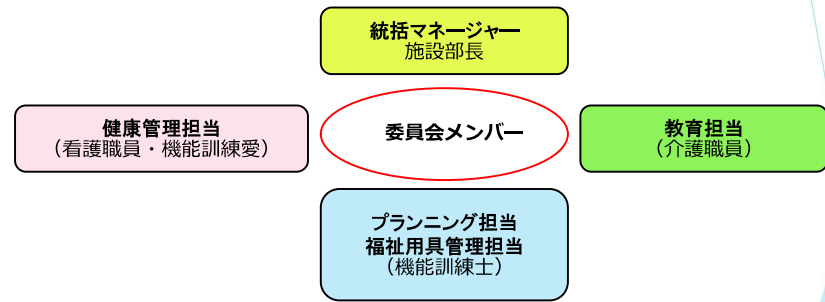 統括マネージャー
施設部長
健康管理担当
（看護職員・機能訓練愛）
委員会メンバー
教育担当
（介護職員）
プランニング担当
福祉用具管理担当
（機能訓練士）